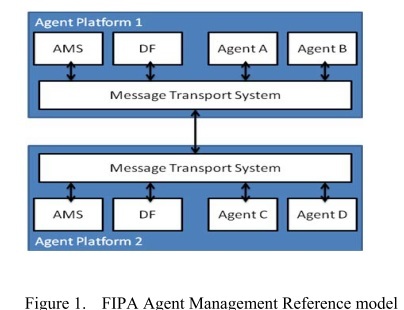 Agent Platform 1
AMS DF Agent A Agent B
Message Transport System
Message Transport System
AMS DF Agent C Agent D
Agent Platform 2
Figure 1. FIPA Agent Management Reference model